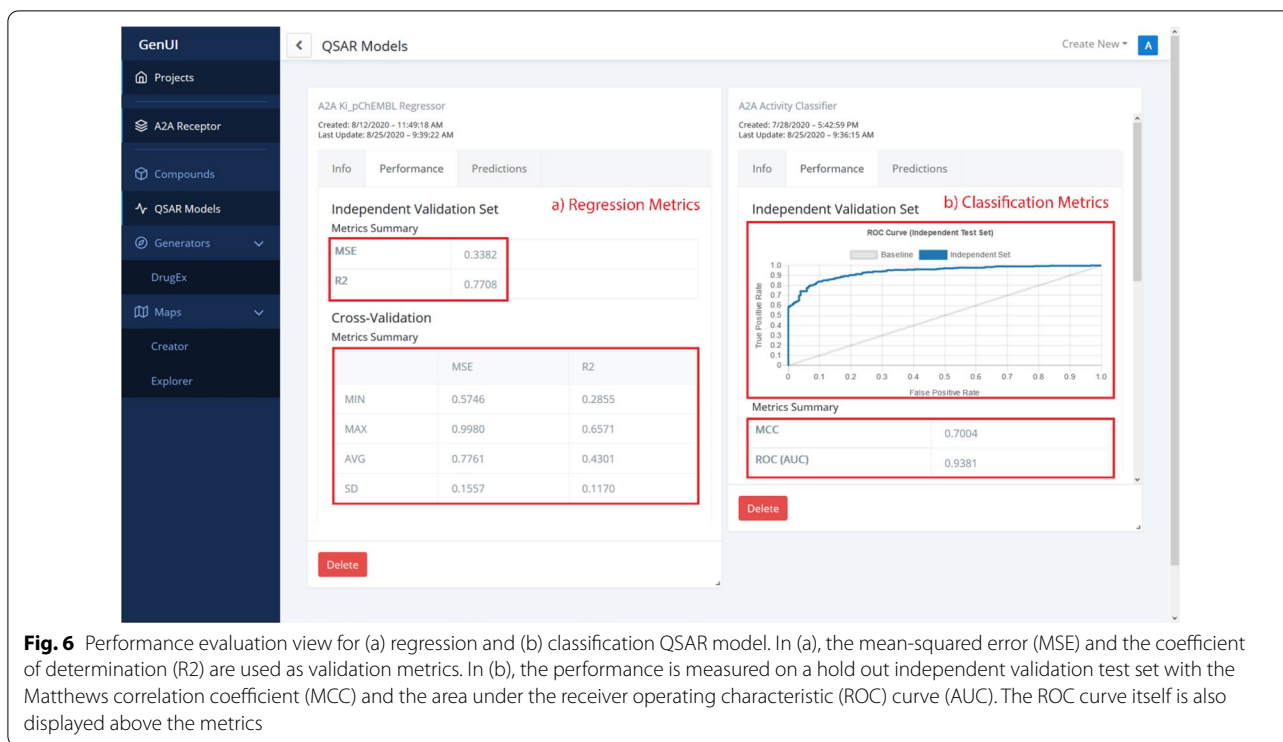 GenUI
Projects
A2A Receptor
Compounds
QSAR Models
Generators
DrugEx
Maps
Creator
Explorer
QSAR Models
Create New
A
A2A Ki_pChEMBL Regressor
Created: 8/12/2020 – 11:49:18 AM
Last Update: 8/25/2020 – 9:39:22 AM
Info Performance Predictions
Independent Validation Set
a) Regression Metrics
Metrics Summary
MSE 0.3382
R2 0.7708
Cross-Validation
Metrics Summary
MSE R2
MIN 0.5746 0.2855
MAX 0.9980 0.6571
AVG 0.7761 0.4301
SD 0.1557 0.1170
Delete
A2A Activity Classifier
Created: 7/28/2020 – 5:42:59 PM
Last Update: 8/25/2020 – 9:36:15 AM
Info Performance Predictions
Independent Validation Set
b) Classification Metrics
ROC Curve (Independent Test Set)
Baseline Independent Set
True Positive Rate
1.0
0.9
0.8
0.7
0.6
0.5
0.4
0.3
0.2
0.1
0
0 0.1 0.2 0.3 0.4 0.5 0.6 0.7 0.8 0.9 1.0
False Positive Rate
Metrics Summary
MCC 0.7004
ROC (AUC) 0.9381
Delete
Fig. 6 Performance evaluation view for (a) regression and (b) classification QSAR model. In (a), the mean-squared error (MSE) and the coefficient
of determination (R2) are used as validation metrics. In (b), the performance is measured on a hold out independent validation test set with the
Matthews correlation coefficient (MCC) and the area under the receiver operating characteristic (ROC) curve (AUC). The ROC curve itself is also
displayed above the metrics